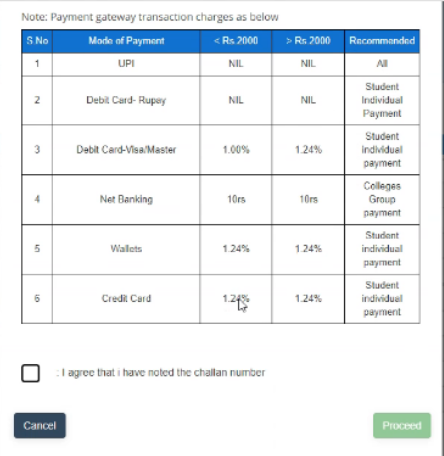 Note: Payment gateway transaction charges as below
S.No Mode of Payment < Rs.2000 > Rs.2000 Recommended
1 UPI NIL NIL All
2 Debit Card- Rupay NIL NIL Student Individual Payment
3 Debit Card-Visa/Master 1.00% 1.24% Student individual payment
4 Net Banking 10rs 10rs Colleges Group payment
5 Wallets 1.24% 1.24% Student individual payment
6 Credit Card 1.24% 1.24% Student individual payment
: I agree that i have noted the challan number
Cancel Proceed